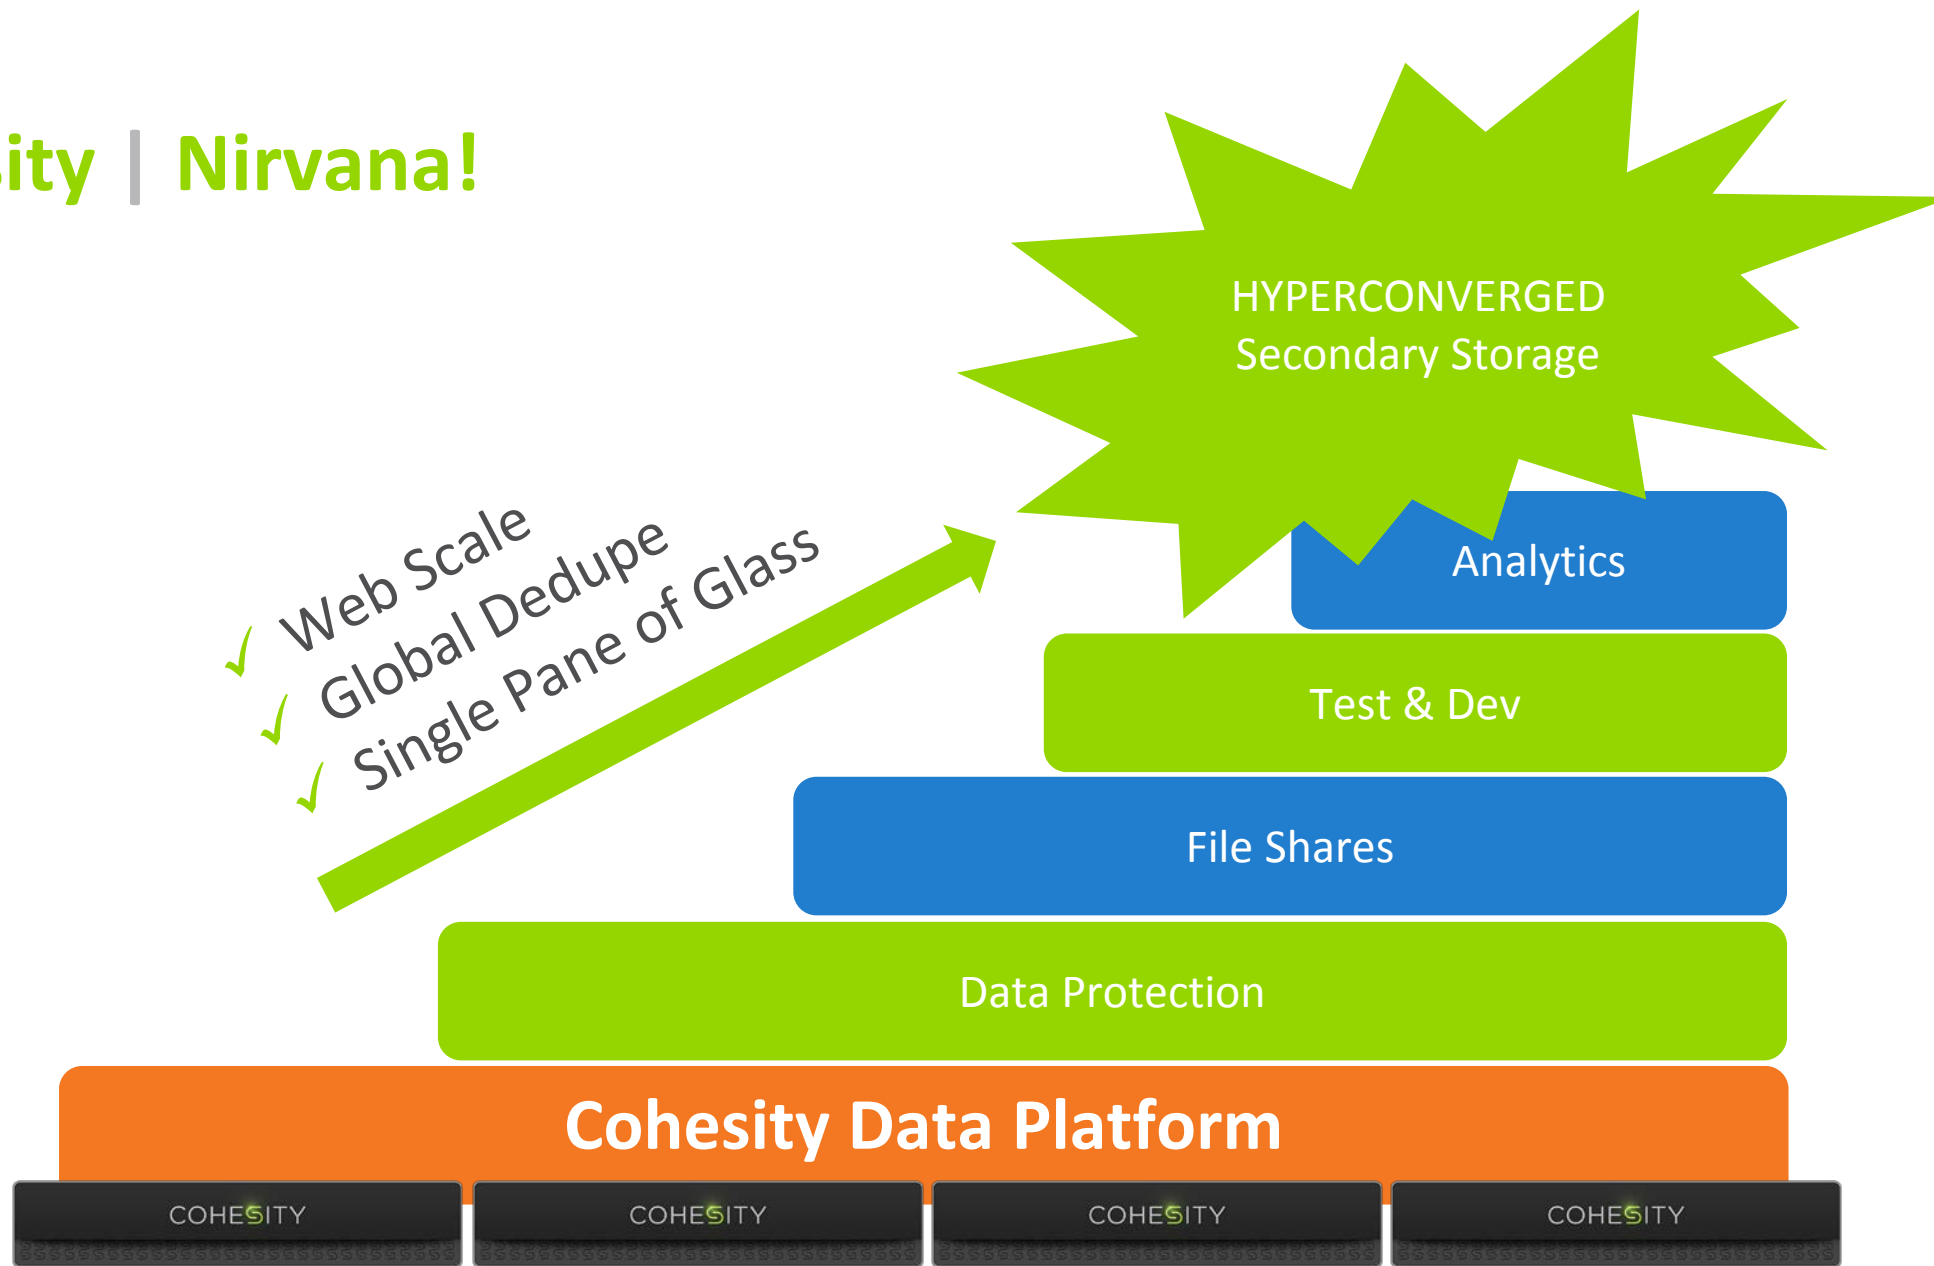 sity | Nirvana!
HYPERCONVERGED
Secondary Storage
✓ Web Scale
✓ Global Dedupe
✓ Single Pane of Glass
Analytics
Test & Dev
File Shares
Data Protection
Cohesity Data Platform
COHESITY COHESITY COHESITY COHESITY